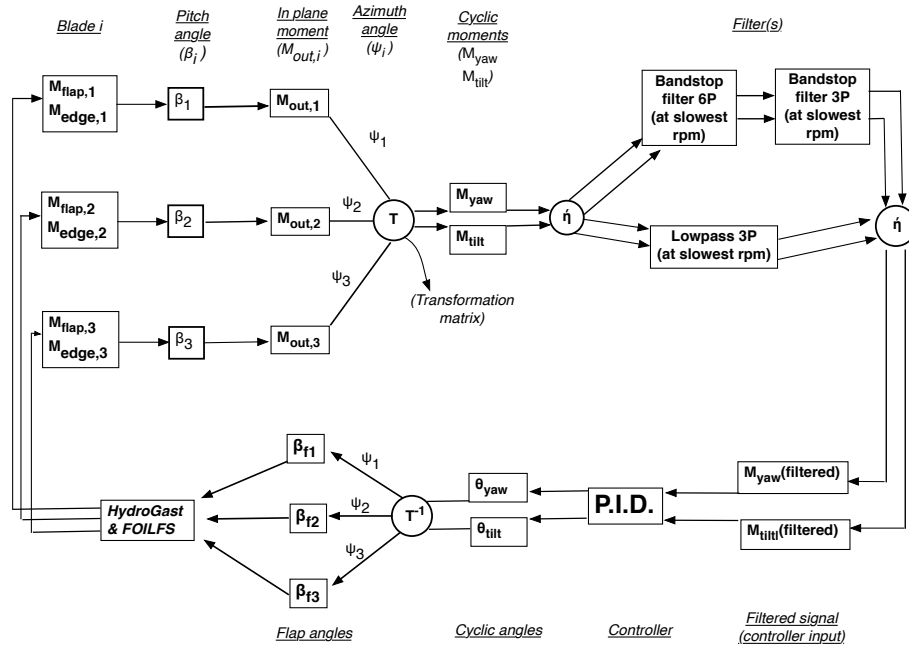 Blade i
Pitch
angle
(βi)
In plane
moment
(Mout,i)
Azimuth
angle
(ψi)
Cyclic
moments
(Myaw
Mtilt)
Filter(s)
Mflap,1
Medge,1
β1
Mout,1
ψ1
Bandstop
filter 6P
(at slowest
rpm)
Bandstop
filter 3P
(at slowest
rpm)
Mflap,2
Medge,2
β2
Mout,2
ψ2
T
Myaw
Mtilt
ή
Lowpass 3P
(at slowest rpm)
ή
ψ3
(Transformation
matrix)
Mflap,3
Medge,3
β3
Mout,3
βf1
ψ1
HydroGast
& FOILFS
βf2
ψ2
T-1
θyaw
θtilt
P.I.D.
Myaw(filtered)
Mtiltl(filtered)
ψ3
βf3
Flap angles
Cyclic angles
Controller
Filtered signal
(controller input)